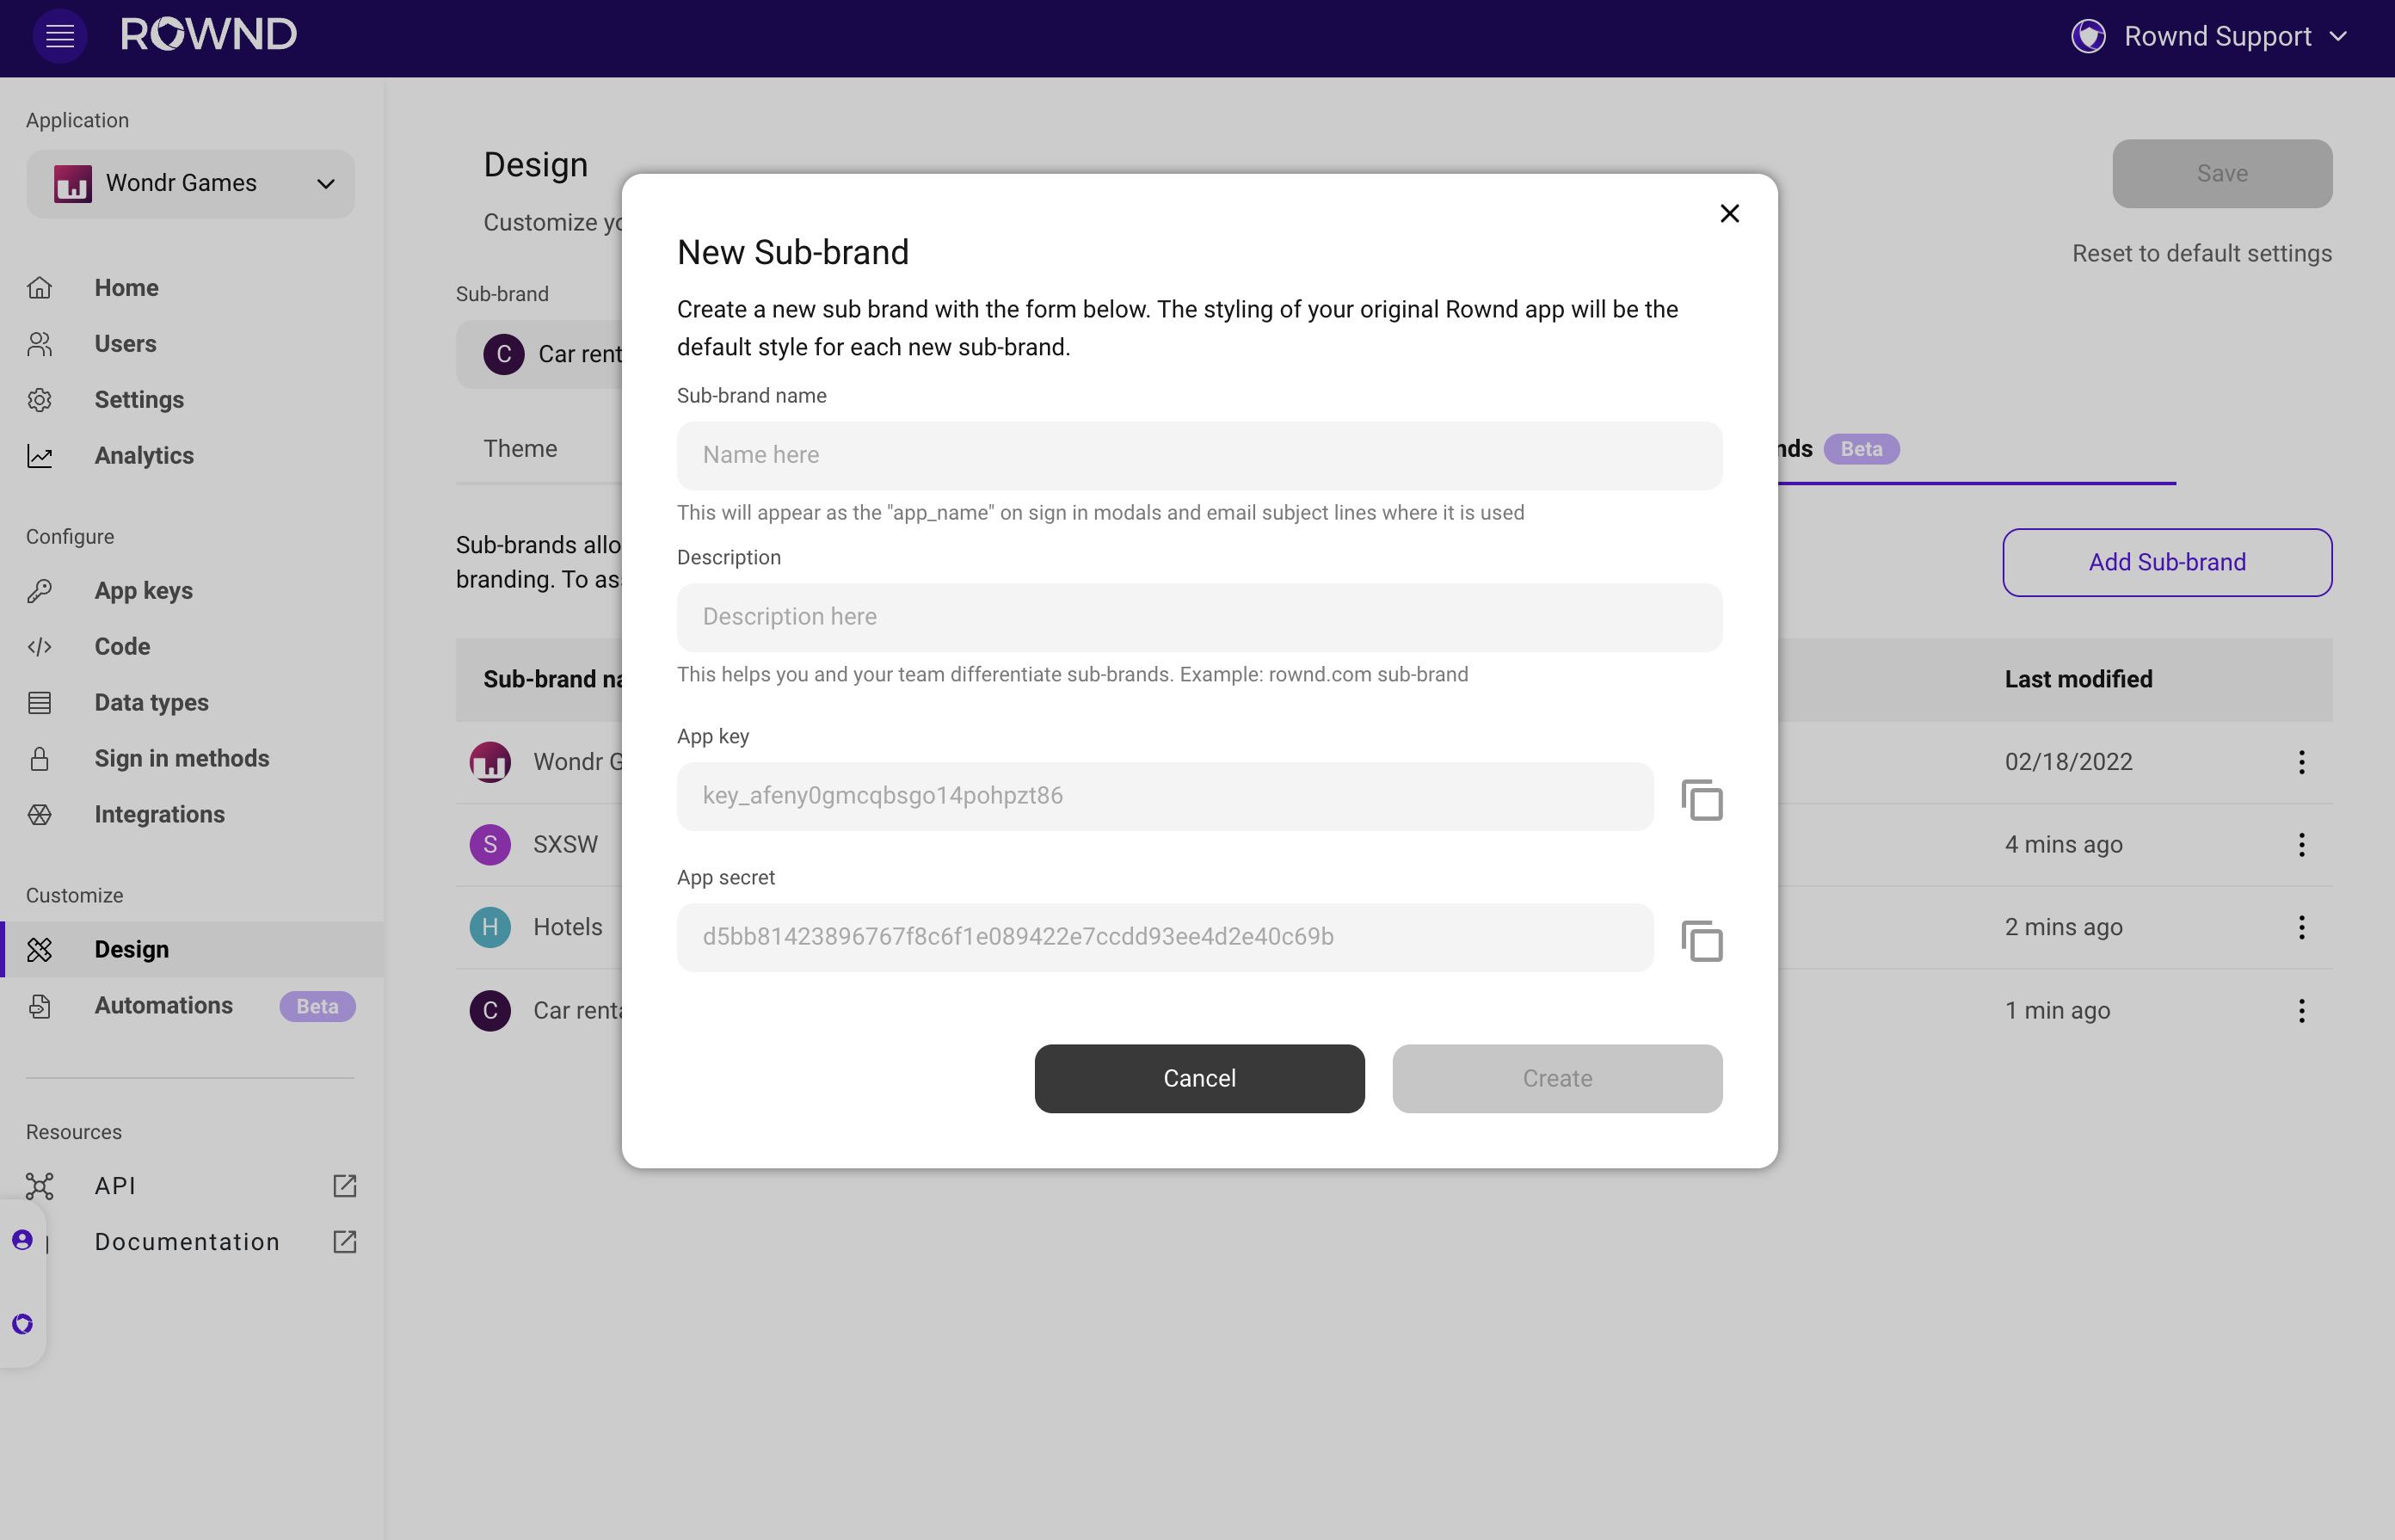 ROWND
Rownd Support
Application
Wondr Games
Home
Users
Settings
Analytics
Configure
App keys
Code
Data types
Sign in methods
Integrations
Customize
Design
Automations Beta
Resources
API
Documentation
Design
Save
Customize
Reset to default settings
Sub-brand
C Car rent
Theme
Beta
Sub-brands allo
branding. To as
Add Sub-brand
Sub-brand na
Last modified
Wondr G
02/18/2022
S SXSW
4 mins ago
H Hotels
2 mins ago
C Car renta
1 min ago
New Sub-brand
Create a new sub brand with the form below. The styling of your original Rownd app will be the
default style for each new sub-brand.
Sub-brand name
Name here
This will appear as the "app_name" on sign in modals and email subject lines where it is used
Description
Description here
This helps you and your team differentiate sub-brands. Example: rownd.com sub-brand
App key
key_afeny0gmcqbsgo14pohpzt86
App secret
d5bb81423896767f8c6f1e089422e7ccdd93ee4d2e40c69b
Cancel
Create